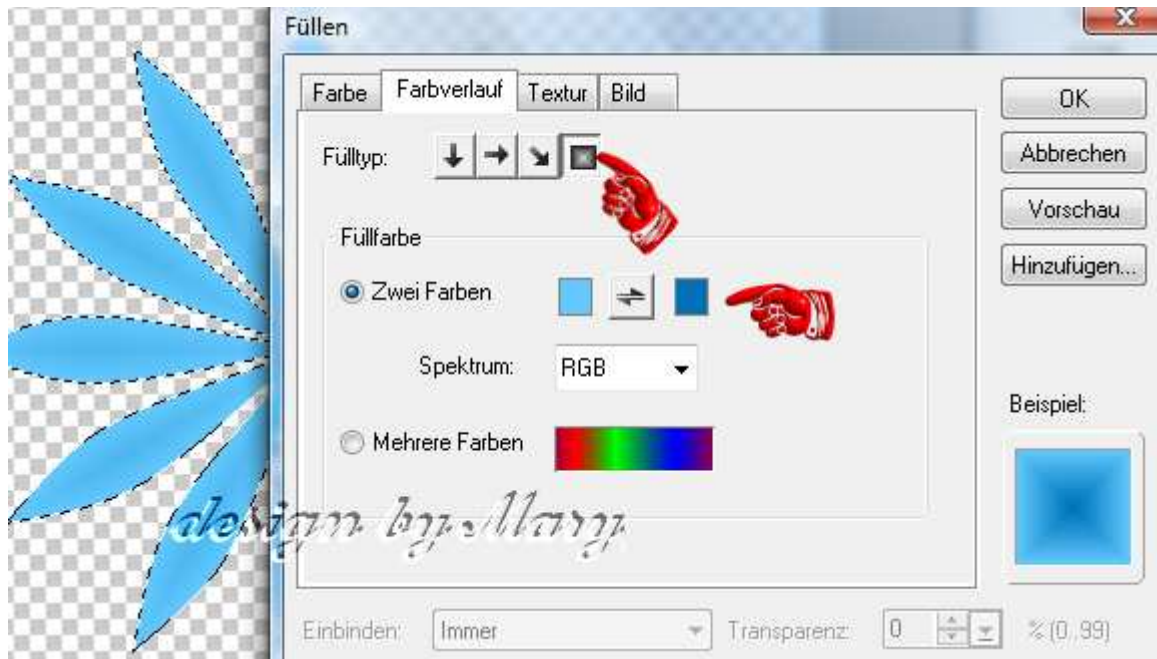 Füllen
Farbe Farbverlauf Textur Bild
OK
Fülltyp:
Abbrechen
Vorschau
Füllfarbe
Hinzufügen...
Zwei Farben
Spektrum: RGB
Beispiel:
Mehrere Farben
design by Mary
Einbinden: Immer Transparenz: 0 % (0..99)